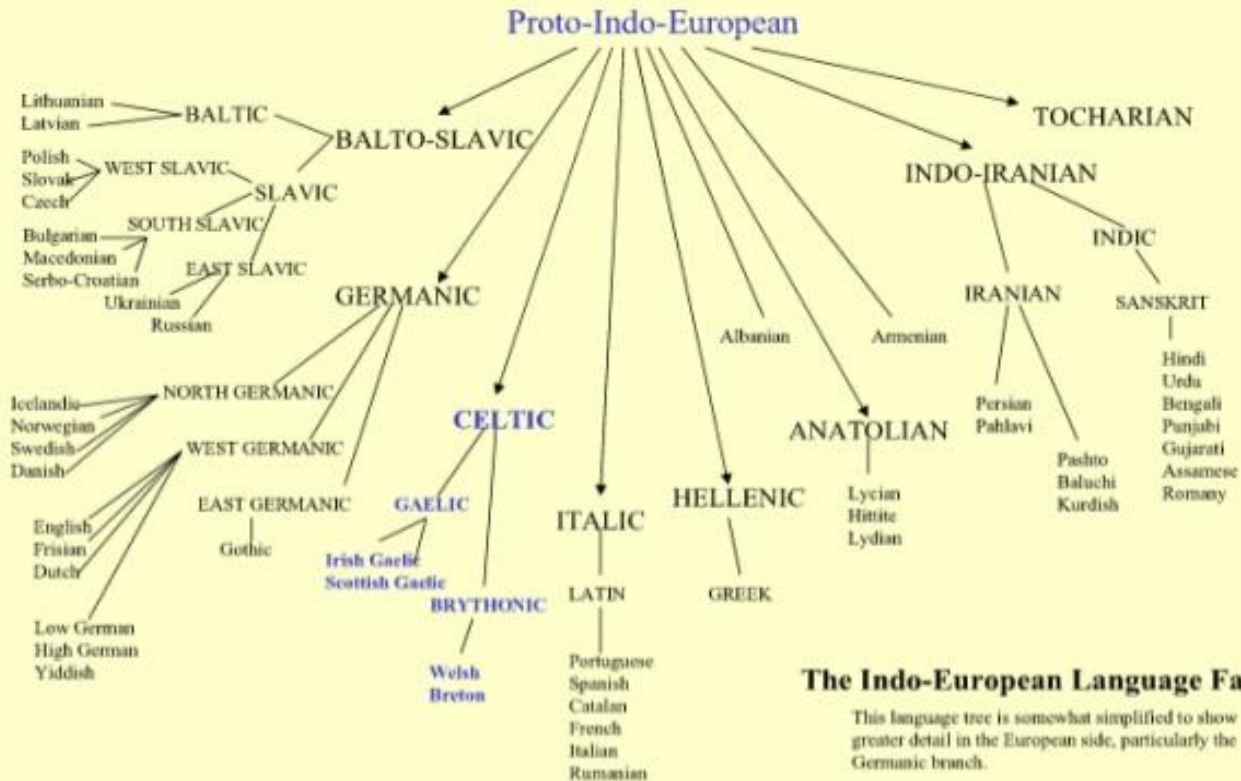 Proto-Indo-European
Lithuanian
Latvian
BALTIC
BALTO-SLAVIC
TOCHARIAN
Polish
Slovak
Czech
WEST SLAVIC
SLAVIC
INDO-IRANIAN
SOUTH SLAVIC
Bulgarian
Macedonian
Serbo-Croatian
EAST SLAVIC
Ukrainian
Russian
INDIC
GERMANIC
IRANIAN
SANSKRIT
Albanian
Armenian
Hindi
Urdu
Bengali
Punjabi
Gujarati
Assamese
Romany
Persian
Pahlavi
Pashto
Baluchi
Kurdish
NORTH GERMANIC
Icelandic
Norwegian
Swedish
Danish
CELTIC
ANATOLIAN
WEST GERMANIC
Lycian
Hittite
Lydian
EAST GERMANIC
GAELIC
HELLENIC
ITALIC
English
Frisian
Dutch
Gothic
Irish Gaelic
Scottish Gaelic
BRYTHONIC
LATIN
GREEK
Low German
High German
Yiddish
Welsh
Breton
Portuguese
Spanish
Catalan
French
Italian
Rumanian
The Indo-European Language Fa
This language tree is somewhat simplified to show
greater detail in the European side, particularly the
Germanic branch.